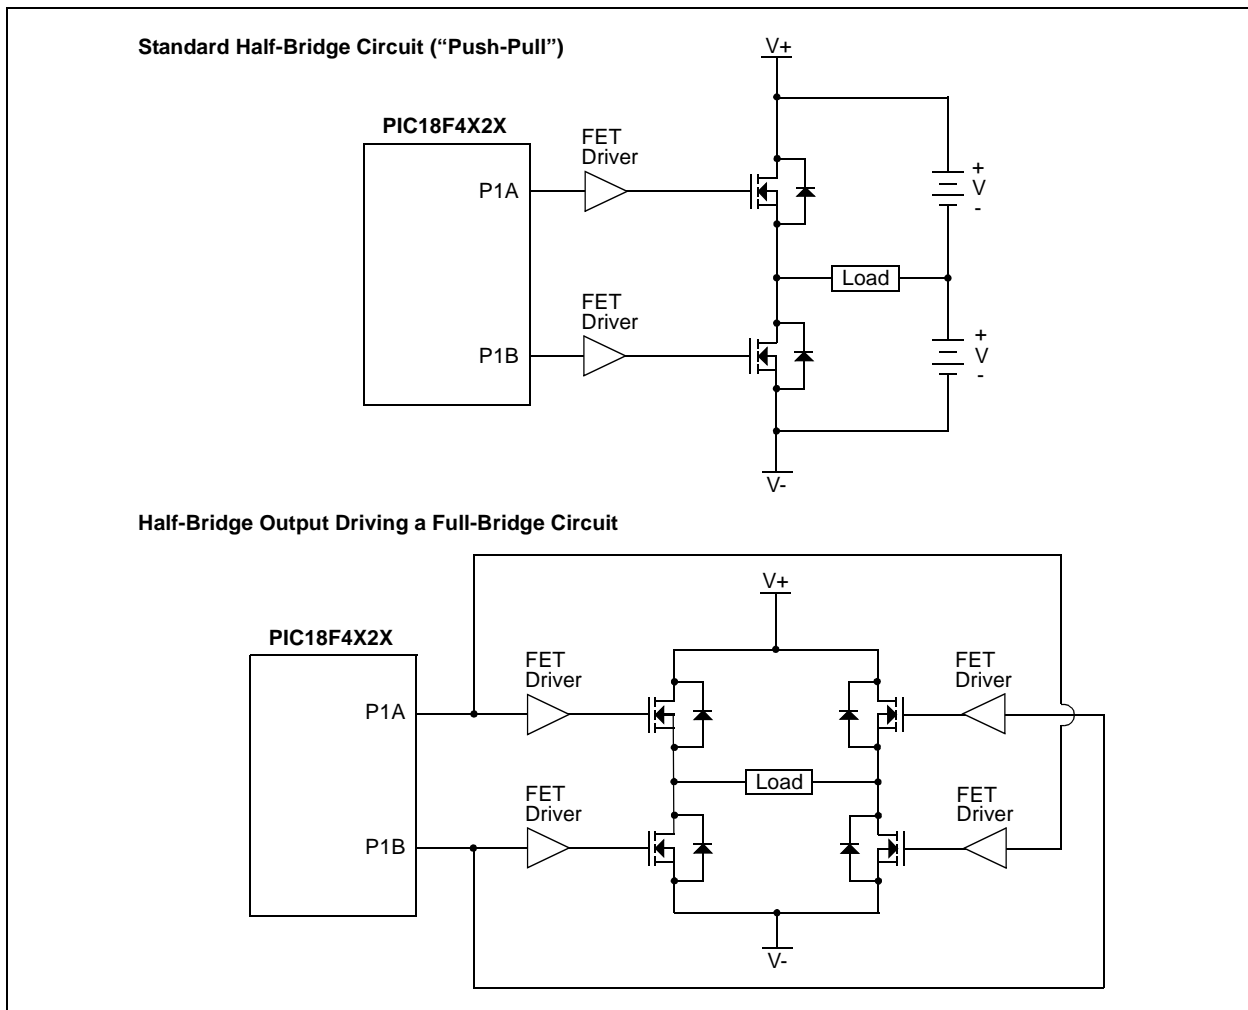 Standard Half-Bridge Circuit (“Push-Pull”)
V+
PIC18F4X2X
FET
Driver
P1A
+
V
-
Load
FET
Driver
P1B
+
V
-
V-
Half-Bridge Output Driving a Full-Bridge Circuit
V+
PIC18F4X2X
FET
Driver
FET
Driver
P1A
Load
FET
Driver
FET
Driver
P1B
V-